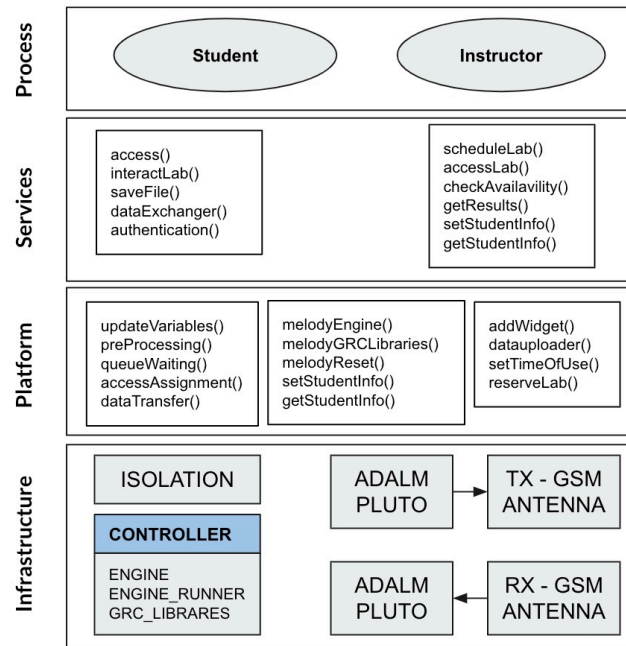 Process
Student
Instructor
Services
access()
interactLab()
saveFile()
dataExchanger()
authentication()
scheduleLab()
accessLab()
checkAvailavility()
getResults()
setStudentInfo()
getStudentInfo()
Platform
updateVariables()
preProcessing()
queueWaiting()
accessAssignment()
dataTransfer()
melodyEngine()
melodyGRCLibraries()
melodyReset()
setStudentInfo()
getStudentInfo()
addWidget()
datauploader()
setTimeOfUse()
reserveLab()
Infrastructure
ISOLATION
CONTROLLER
ENGINE
ENGINE_RUNNER
GRC_LIBRARES
ADALM
PLUTO
TX - GSM
ANTENNA
ADALM
PLUTO
RX - GSM
ANTENNA